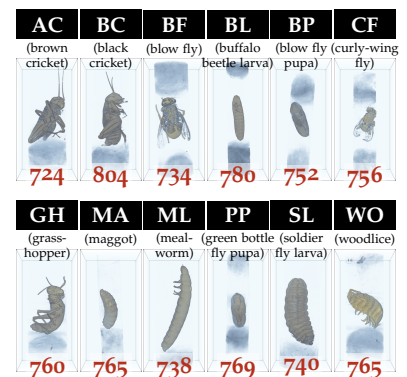 AC BC BF BL BP CF
(brown cricket) (black cricket) (blow fly) (buffalo beetle larva) (blow fly pupa) (curly-wing fly)
724 804 734 780 752 756
GH MA ML PP SL WO
(grass-hopper) (maggot) (meal-worm) (green bottle fly pupa) (soldier fly larva) (woodlice)
760 765 738 769 740 765